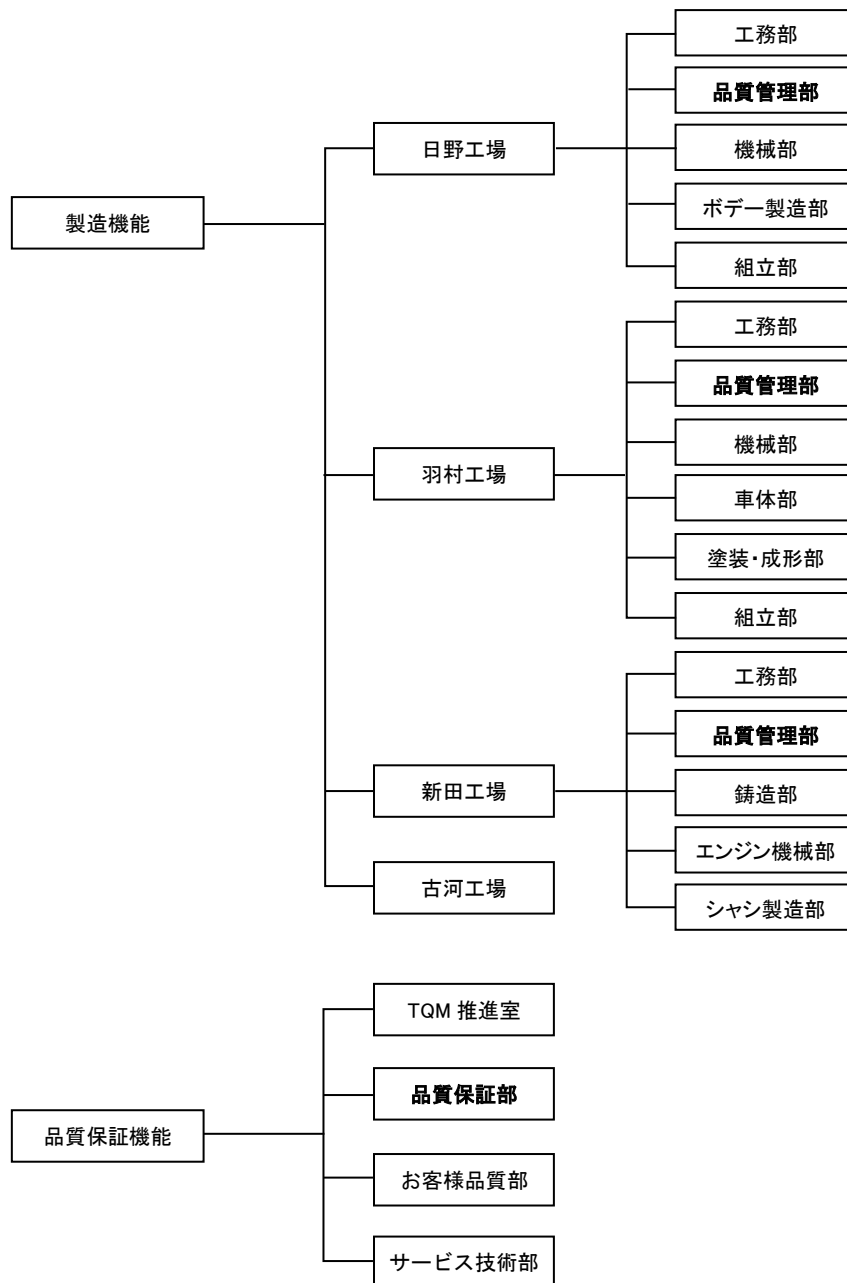 製造機能
日野工場
工務部
品質管理部
機械部
ボデー製造部
組立部
羽村工場
工務部
品質管理部
機械部
車体部
塗装・成形部
組立部
新田工場
工務部
品質管理部
鋳造部
エンジン機械部
シャシ製造部
古河工場
品質保証機能
TQM 推進室
品質保証部
お客様品質部
サービス技術部